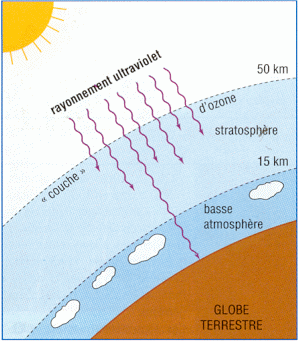 rayonnement ultraviolet
50 km
d'ozone
stratosphère
15 km
« couche »
basse
atmosphère
GLOBE
TERRESTRE